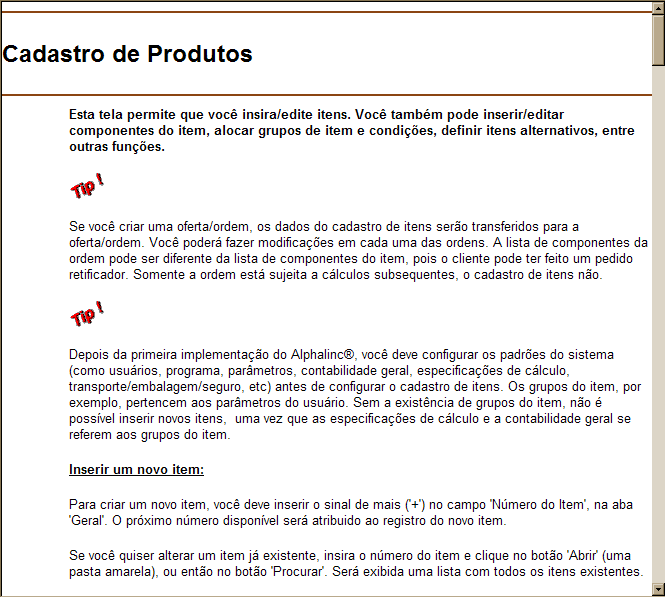 Cadastro de Produtos
Esta tela permite que você insira/edite itens. Você também pode inserir/editar
componentes do item, alocar grupos de item e condições, definir itens alternativos, entre
outras funções.
Tip !
Se você criar uma oferta/ordem, os dados do cadastro de itens serão transferidos para a
oferta/ordem. Você poderá fazer modificações em cada uma das ordens. A lista de componentes da
ordem pode ser diferente da lista de componentes do item, pois o cliente pode ter feito um pedido
retificador. Somente a ordem está sujeita a cálculos subsequentes, o cadastro de itens não.
Tip !
Depois da primeira implementação do Alphalinc®, você deve configurar os padrões do sistema
(como usuários, programa, parâmetros, contabilidade geral, especificações de cálculo,
transporte/embalagem/seguro, etc) antes de configurar o cadastro de itens. Os grupos do item, por
exemplo, pertencem aos parâmetros do usuário. Sem a existência de grupos do item, não é
possível inserir novos itens,  uma vez que as especificações de cálculo e a contabilidade geral se
referem aos grupos do item.
Inserir um novo item:
Para criar um novo item, você deve inserir o sinal de mais ('+') no campo 'Número do Item', na aba
'Geral'. O próximo número disponível será atribuido ao registro do novo item.
Se você quiser alterar um item já existente, insira o número do item e clique no botão 'Abrir' (uma
pasta amarela), ou então no botão 'Procurar'. Será exibida uma lista com todos os itens existentes.